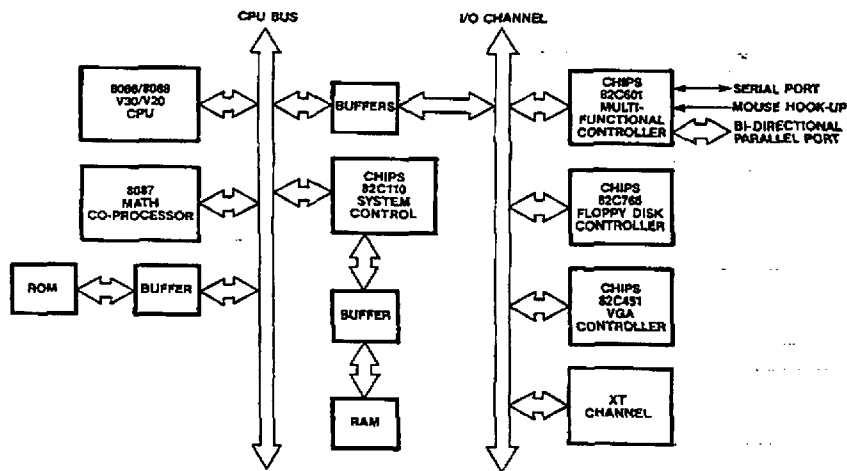 CPU BUS
I/O CHANNEL
8086/8088
V30/V20
CPU
BUFFERS
CHIPS
82C601
MULTI-
FUNCTIONAL
CONTROLLER
SERIAL PORT
MOUSE HOOK-UP
BI-DIRECTIONAL
PARALLEL PORT
8087
MATH
CO-PROCESSOR
CHIPS
82C110
SYSTEM
CONTROL
CHIPS
82C765
FLOPPY DISK
CONTROLLER
ROM
BUFFER
BUFFER
CHIPS
82C451
VGA
CONTROLLER
RAM
XT
CHANNEL